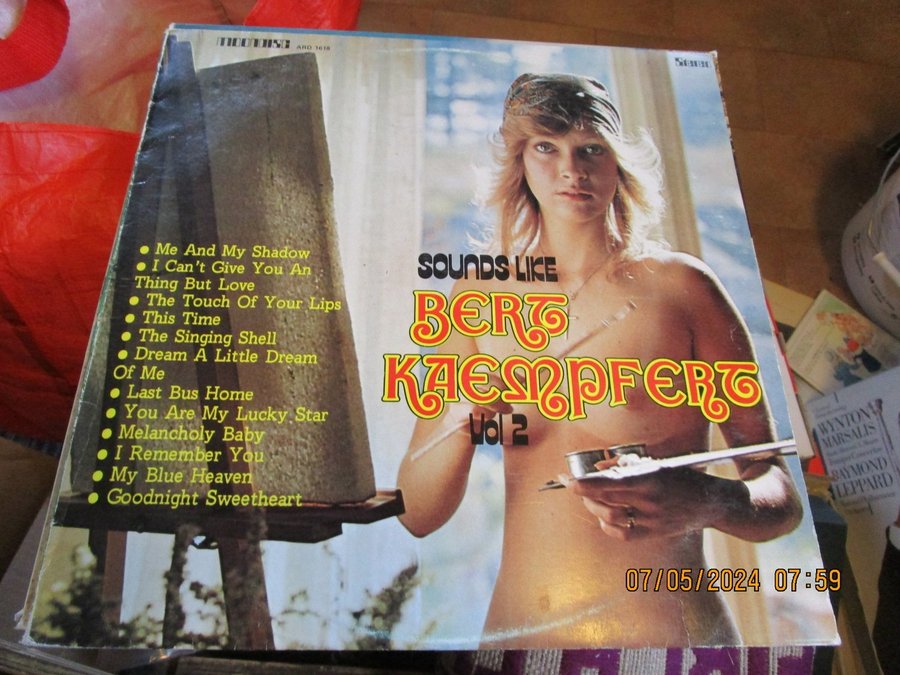 ARD 1618
STEREO
SOUNDS LIKE
BERT
KAEMPFERT
Vol 2
• Me And My Shadow
• I Can't Give You An
Thing But Love
• The Touch Of Your Lips
• This Time
• The Singing Shell
• Dream A Little Dream
Of Me
• Last Bus Home
• You Are My Lucky Star
• Melancholy Baby
• I Remember You
• My Blue Heaven
• Goodnight Sweetheart
WYNTON
MARSALIS
RAYMOND
LEPPARD
07/05/2024 07:59